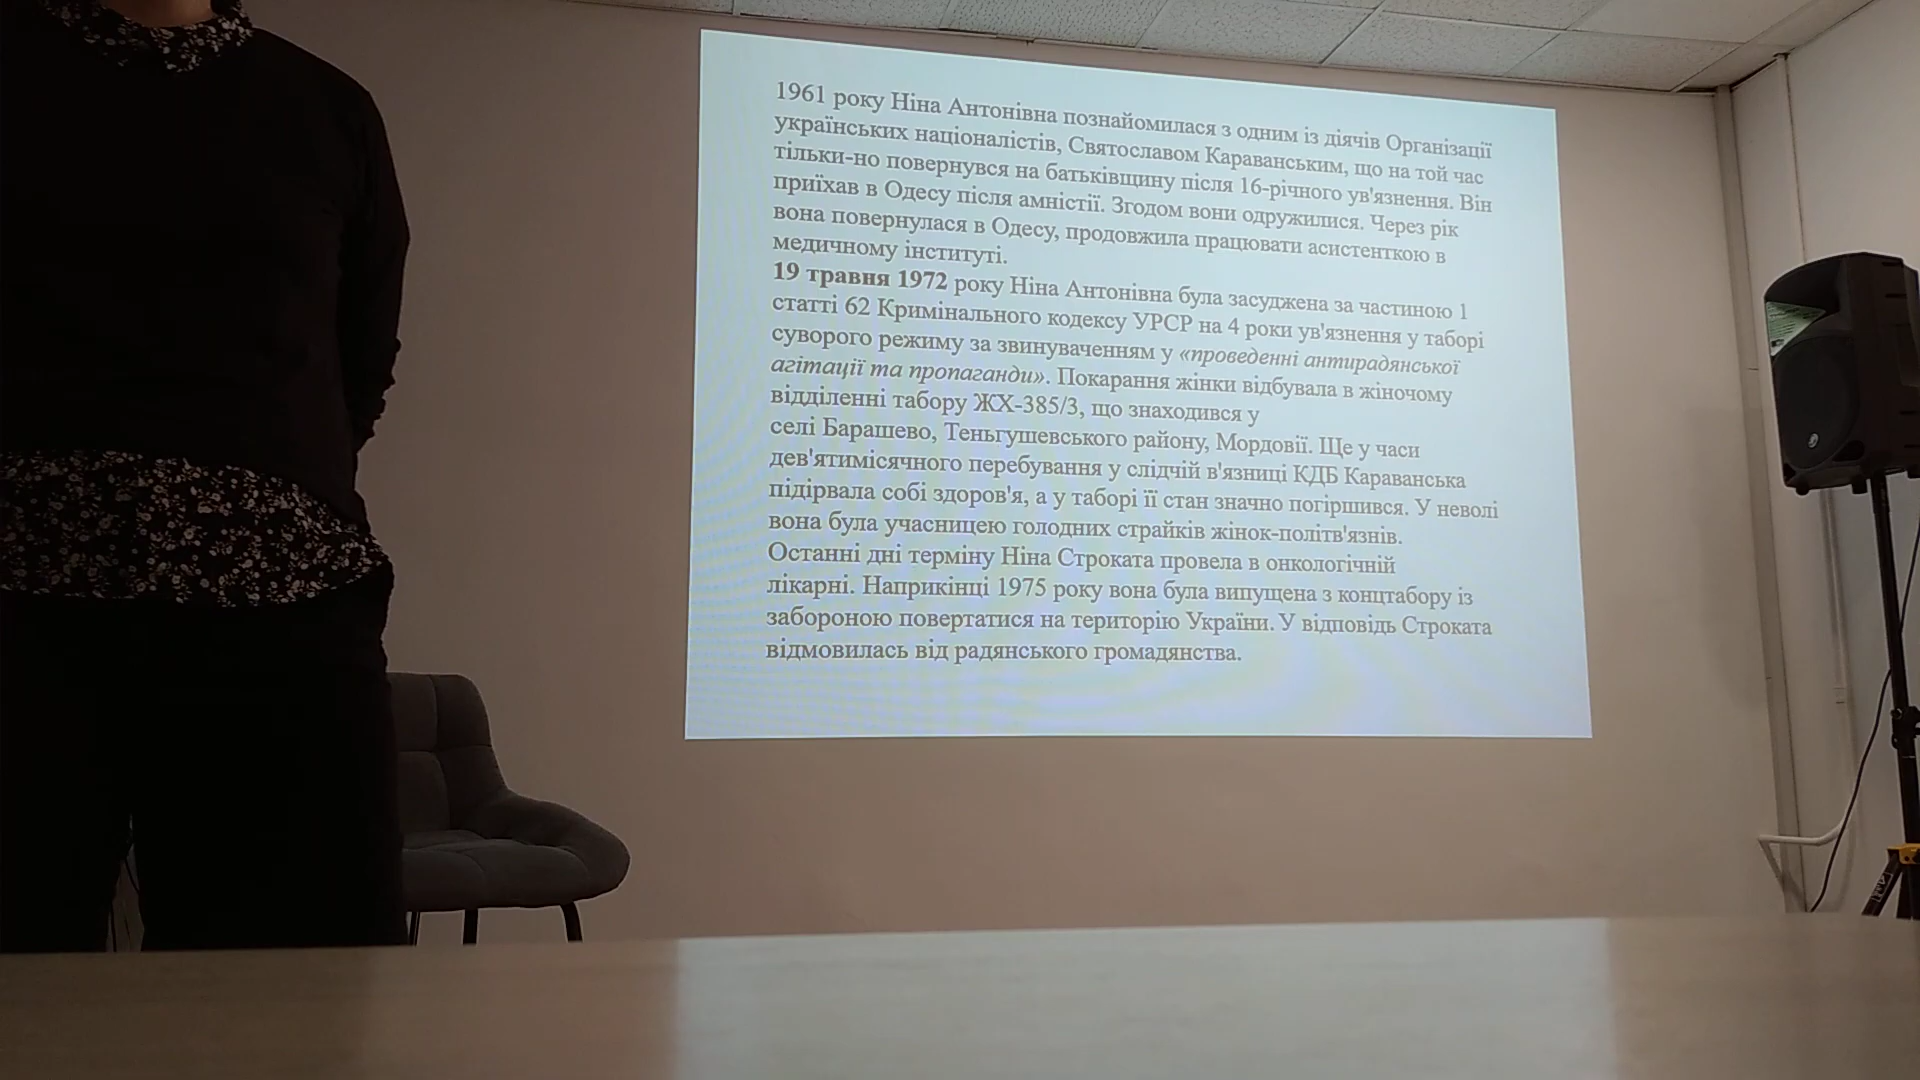 1961 року Ніна Антонівна познайомилася з одним із діячів Організації
українських націоналістів, Святославом Караванським, що на той час
тільки-но повернувся на батьківщину після 16-річного ув'язнення. Він
приїхав в Одесу після амністії. Згодом вони одружилися. Через рік
вона повернулася в Одесу, продовжила працювати асистенткою в
медичному інституті.
19 травня 1972 року Ніна Антонівна була засуджена за частиною 1
статті 62 Кримінального кодексу УРСР на 4 роки ув'язнення у таборі
суворого режиму за звинуваченням у «проведенні антирадянської
агітації та пропаганди». Покарання жінки відбувала в жіночому
відділенні табору ЖХ-385/3, що знаходився у
селі Барашево, Теньгушевського району, Мордовії. Ще у часи
дев'ятимісячного перебування у слідчій в'язниці КДБ Караванська
підірвала собі здоров'я, а у таборі її стан значно погіршився. У неволі
вона була учасницею голодних страйків жінок-політв'язнів.
Останні дні терміну Ніна Строката провела в онкологічній
лікарні. Наприкінці 1975 року вона була випущена з концтабору із
забороною повертатися на територію України. У відповідь Строката
відмовилась від радянського громадянства.